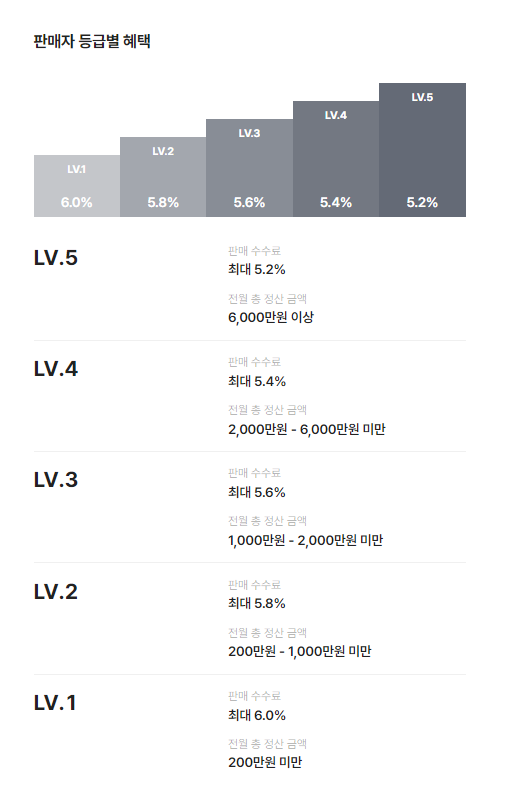 판매자 등급별 혜택
LV.5
LV.4
LV.3
LV.2
LV.1
6.0% 5.8% 5.6% 5.4% 5.2%
LV.5
판매 수수료
최대 5.2%
전월 총 정산 금액
6,000만원 이상
LV.4
판매 수수료
최대 5.4%
전월 총 정산 금액
2,000만원 - 6,000만원 미만
LV.3
판매 수수료
최대 5.6%
전월 총 정산 금액
1,000만원 - 2,000만원 미만
LV.2
판매 수수료
최대 5.8%
전월 총 정산 금액
200만원 - 1,000만원 미만
LV.1
판매 수수료
최대 6.0%
전월 총 정산 금액
200만원 미만